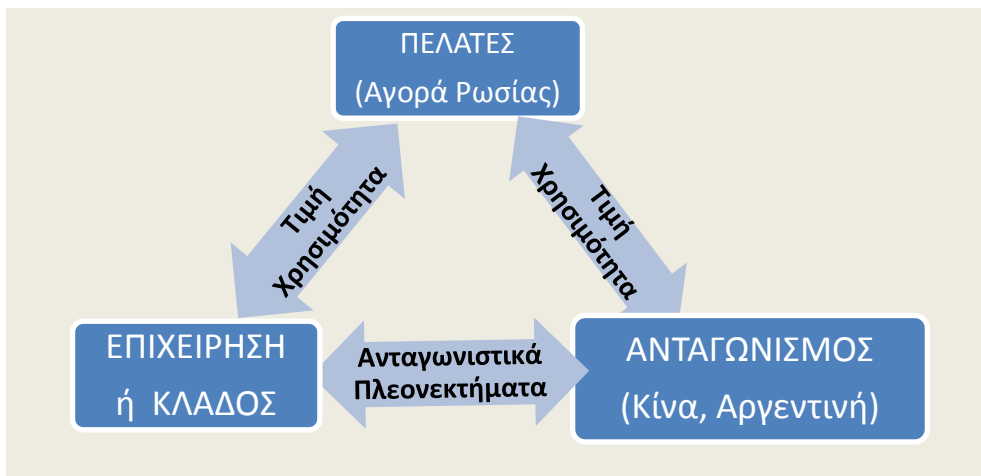 ΠΕΛΑΤΕΣ
(Αγορά Ρωσίας)
Τιμή
Χρησιμότητα
Τιμή
Χρησιμότητα
ΕΠΙΧΕΙΡΗΣΗ
ή ΚΛΑΔΟΣ
Ανταγωνιστικά
Πλεονεκτήματα
ΑΝΤΑΓΩΝΙΣΜΟΣ
(Κίνα, Αργεντινή)